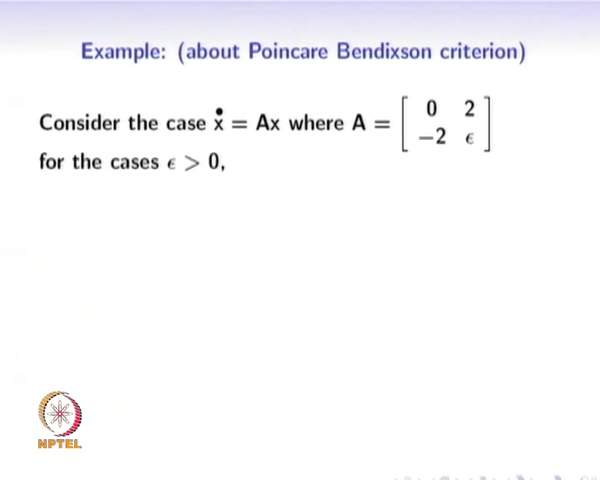 Example: (about Poincare Bendixson criterion)
Consider the case ẋ = Ax where A = [ 0 2
−2 ϵ ]
for the cases ϵ > 0,
NPTEL